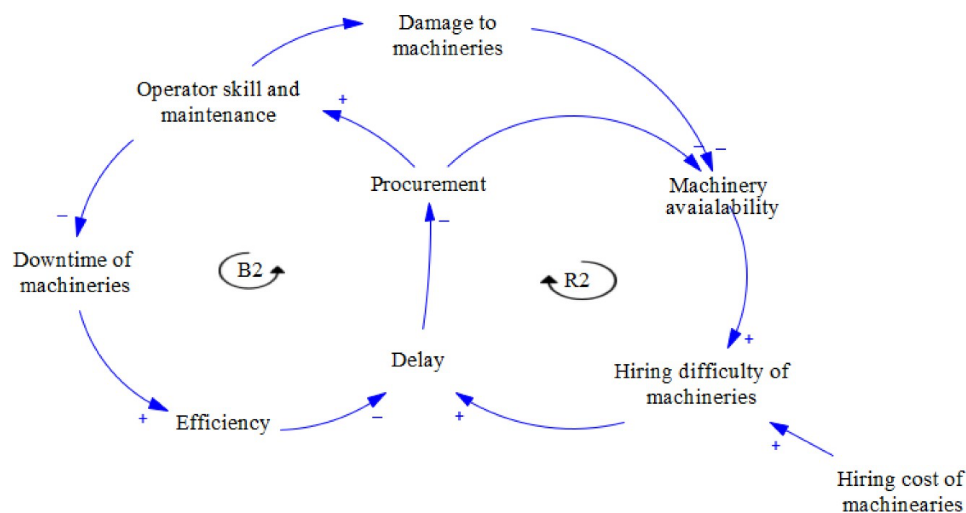 Damage to
machineries
Operator skill and
maintenance
+
Procurement
–
–
Machinery
avaialability
–
–
Downtime of
machineries
B2
R2
Delay
+
Hiring difficulty of
machineries
+
Efficiency
–
+
+
Hiring cost of
machinearies